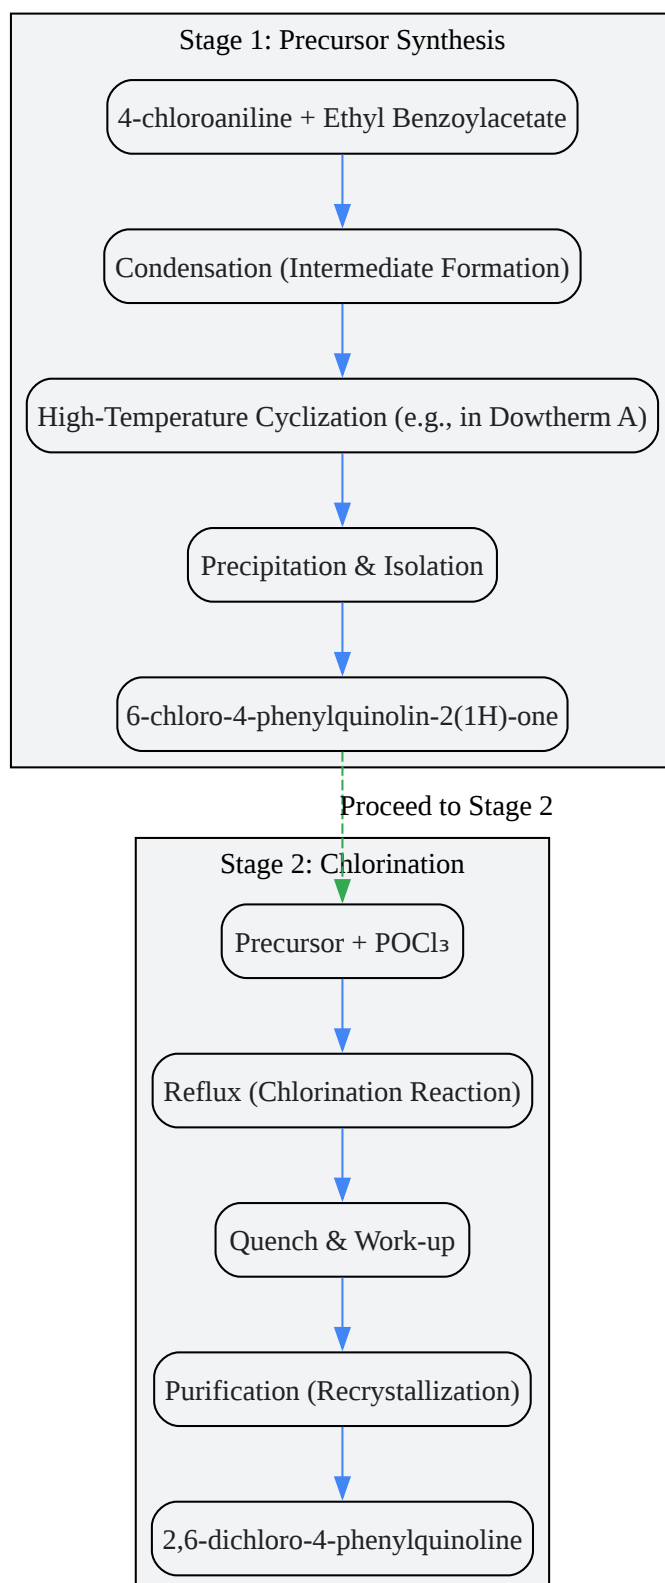 Stage 1: Precursor Synthesis
4-chloroaniline + Ethyl Benzoylacetate
Condensation (Intermediate Formation)
High-Temperature Cyclization (e.g., in Dowtherm A)
Precipitation & Isolation
6-chloro-4-phenylquinolin-2(1H)-one
Proceed to Stage 2
Stage 2: Chlorination
Precursor + POCl₃
Reflux (Chlorination Reaction)
Quench & Work-up
Purification (Recrystallization)
2,6-dichloro-4-phenylquinoline